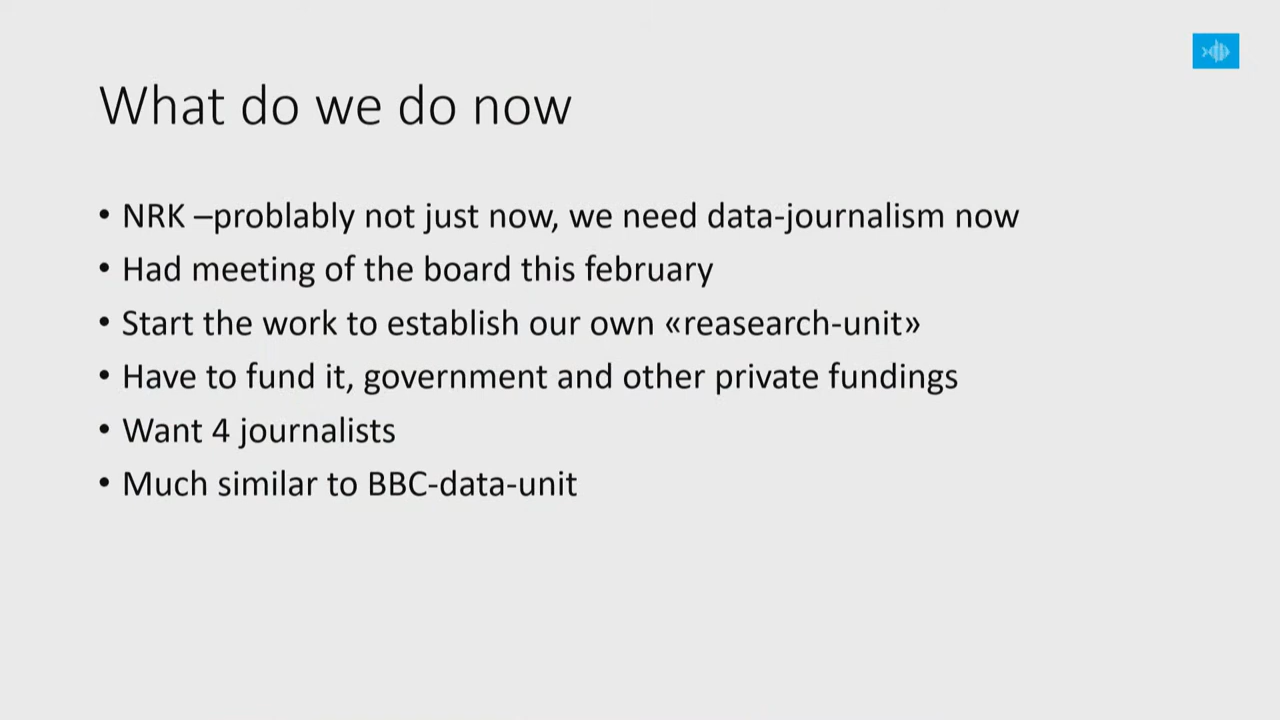 What do we do now
• NRK –problably not just now, we need data-journalism now
• Had meeting of the board this february
• Start the work to establish our own «reasearch-unit»
• Have to fund it, government and other private fundings
• Want 4 journalists
• Much similar to BBC-data-unit